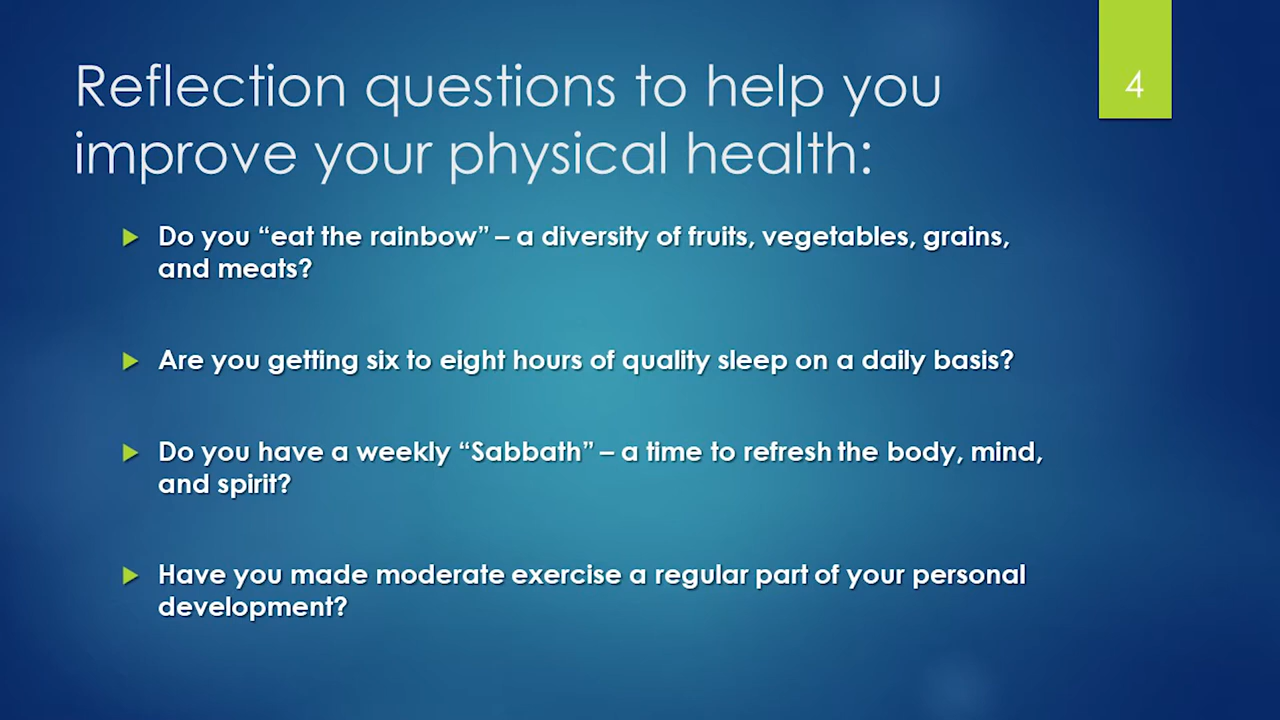 Reflection questions to help you
improve your physical health:
4
Do you “eat the rainbow” – a diversity of fruits, vegetables, grains,
and meats?
Are you getting six to eight hours of quality sleep on a daily basis?
Do you have a weekly “Sabbath” – a time to refresh the body, mind,
and spirit?
Have you made moderate exercise a regular part of your personal
development?